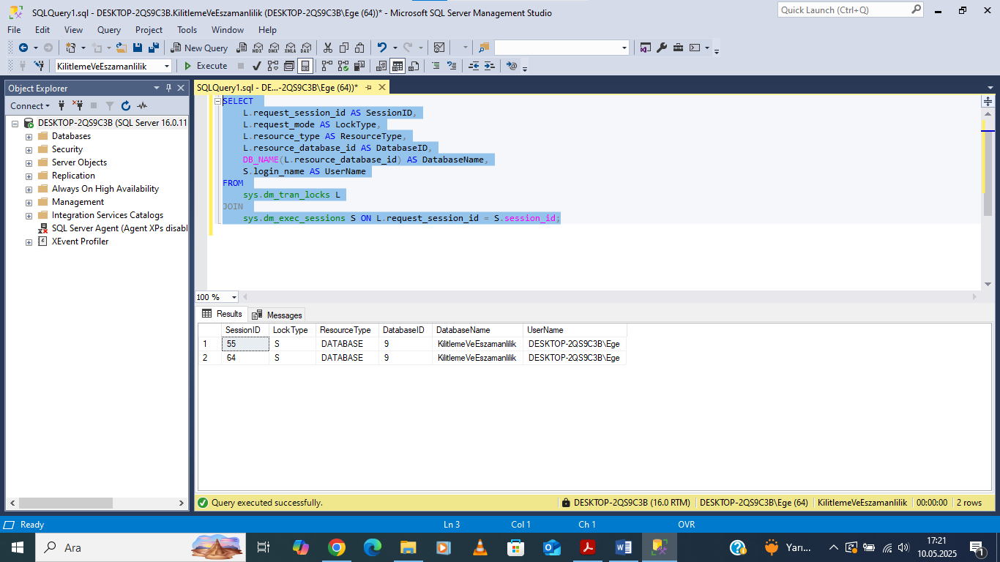 SQLQuery1.sql - DESKTOP-2QS9C3B.KilitlemeVeEszamanlilik (DESKTOP-2QS9C3B\Ege (64))* - Microsoft SQL Server Management Studio
Quick Launch (Ctrl+Q)
File Edit View Query Project Tools Window Help
New Query MDX DMX XMLA DAX
KilitlemeVeEszamanlilik Execute
Object Explorer
SQLQuery1.sql - DE...-2QS9C3B\Ege (64))*
Connect
DESKTOP-2QS9C3B (SQL Server 16.0.11
Databases
Security
Server Objects
Replication
Always On High Availability
Management
Integration Services Catalogs
SQL Server Agent (Agent XPs disabl
XEvent Profiler
SELECT
L.request_session_id AS SessionID,
L.request_mode AS LockType,
L.resource_type AS ResourceType,
L.resource_database_id AS DatabaseID,
DB_NAME(L.resource_database_id) AS DatabaseName,
S.login_name AS UserName
FROM
sys.dm_tran_locks L
JOIN
sys.dm_exec_sessions S ON L.request_session_id = S.session_id;
100 %
Results Messages
SessionID LockType ResourceType DatabaseID DatabaseName UserName
1 55 S DATABASE 9 KilitlemeVeEszamanlilik DESKTOP-2QS9C3B\Ege
2 64 S DATABASE 9 KilitlemeVeEszamanlilik DESKTOP-2QS9C3B\Ege
Query executed successfully. DESKTOP-2QS9C3B (16.0 RTM) DESKTOP-2QS9C3B\Ege (64) KilitlemeVeEszamanlilik 00:00:00 2 rows
Ready Ln 3 Col 1 Ch 1 OVR
Ara Yarı... 17:21
10.05.2025 1